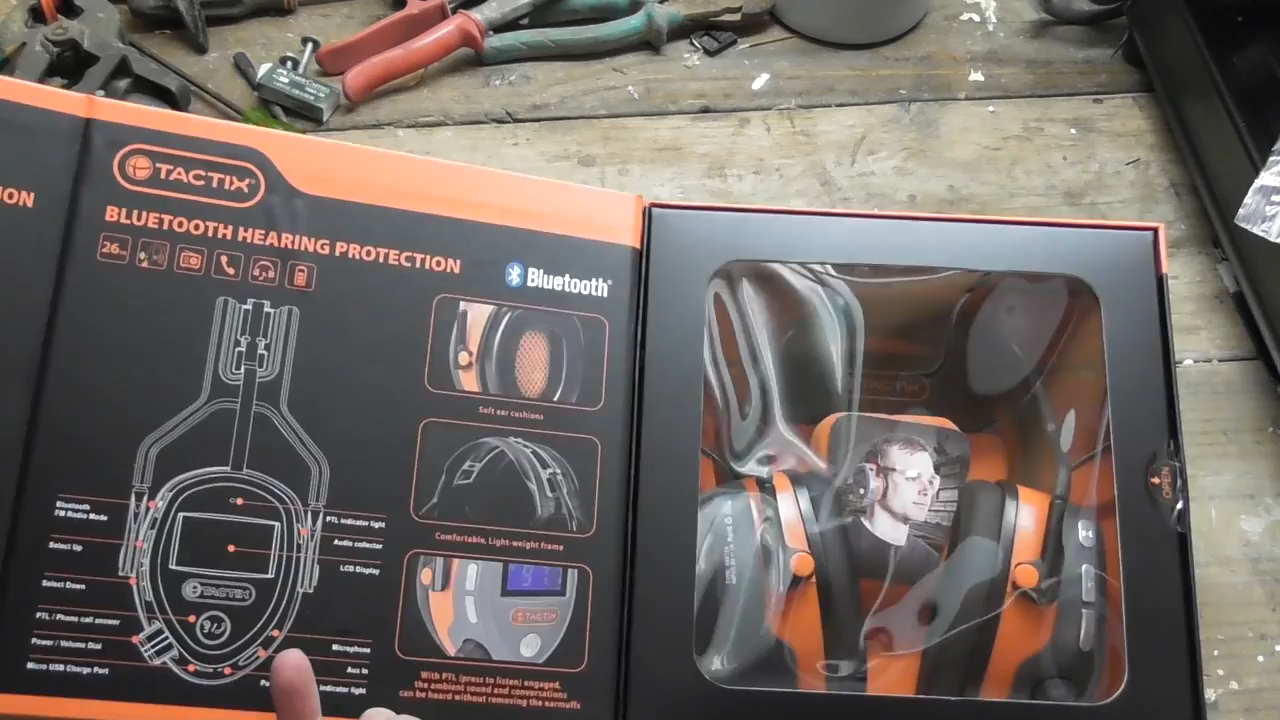 ION
TACTIX
BLUETOOTH HEARING PROTECTION
26
Bluetooth
Soft ear cushions
Comfortable, Light-weight frame
With PTL (press to listen) engaged,
the ambient sound and conversations
can be heard without removing the earmuffs
Bluetooth
FM Radio Mode
Select Up
Select Down
PTL / Phone call answer
Power / Volume Dial
Micro USB Charge Port
PTL indicator light
Audio collector
LCD Display
Microphone
Aux In
indicator light
TACTIX
TACTIX
TACTIX
OPEN